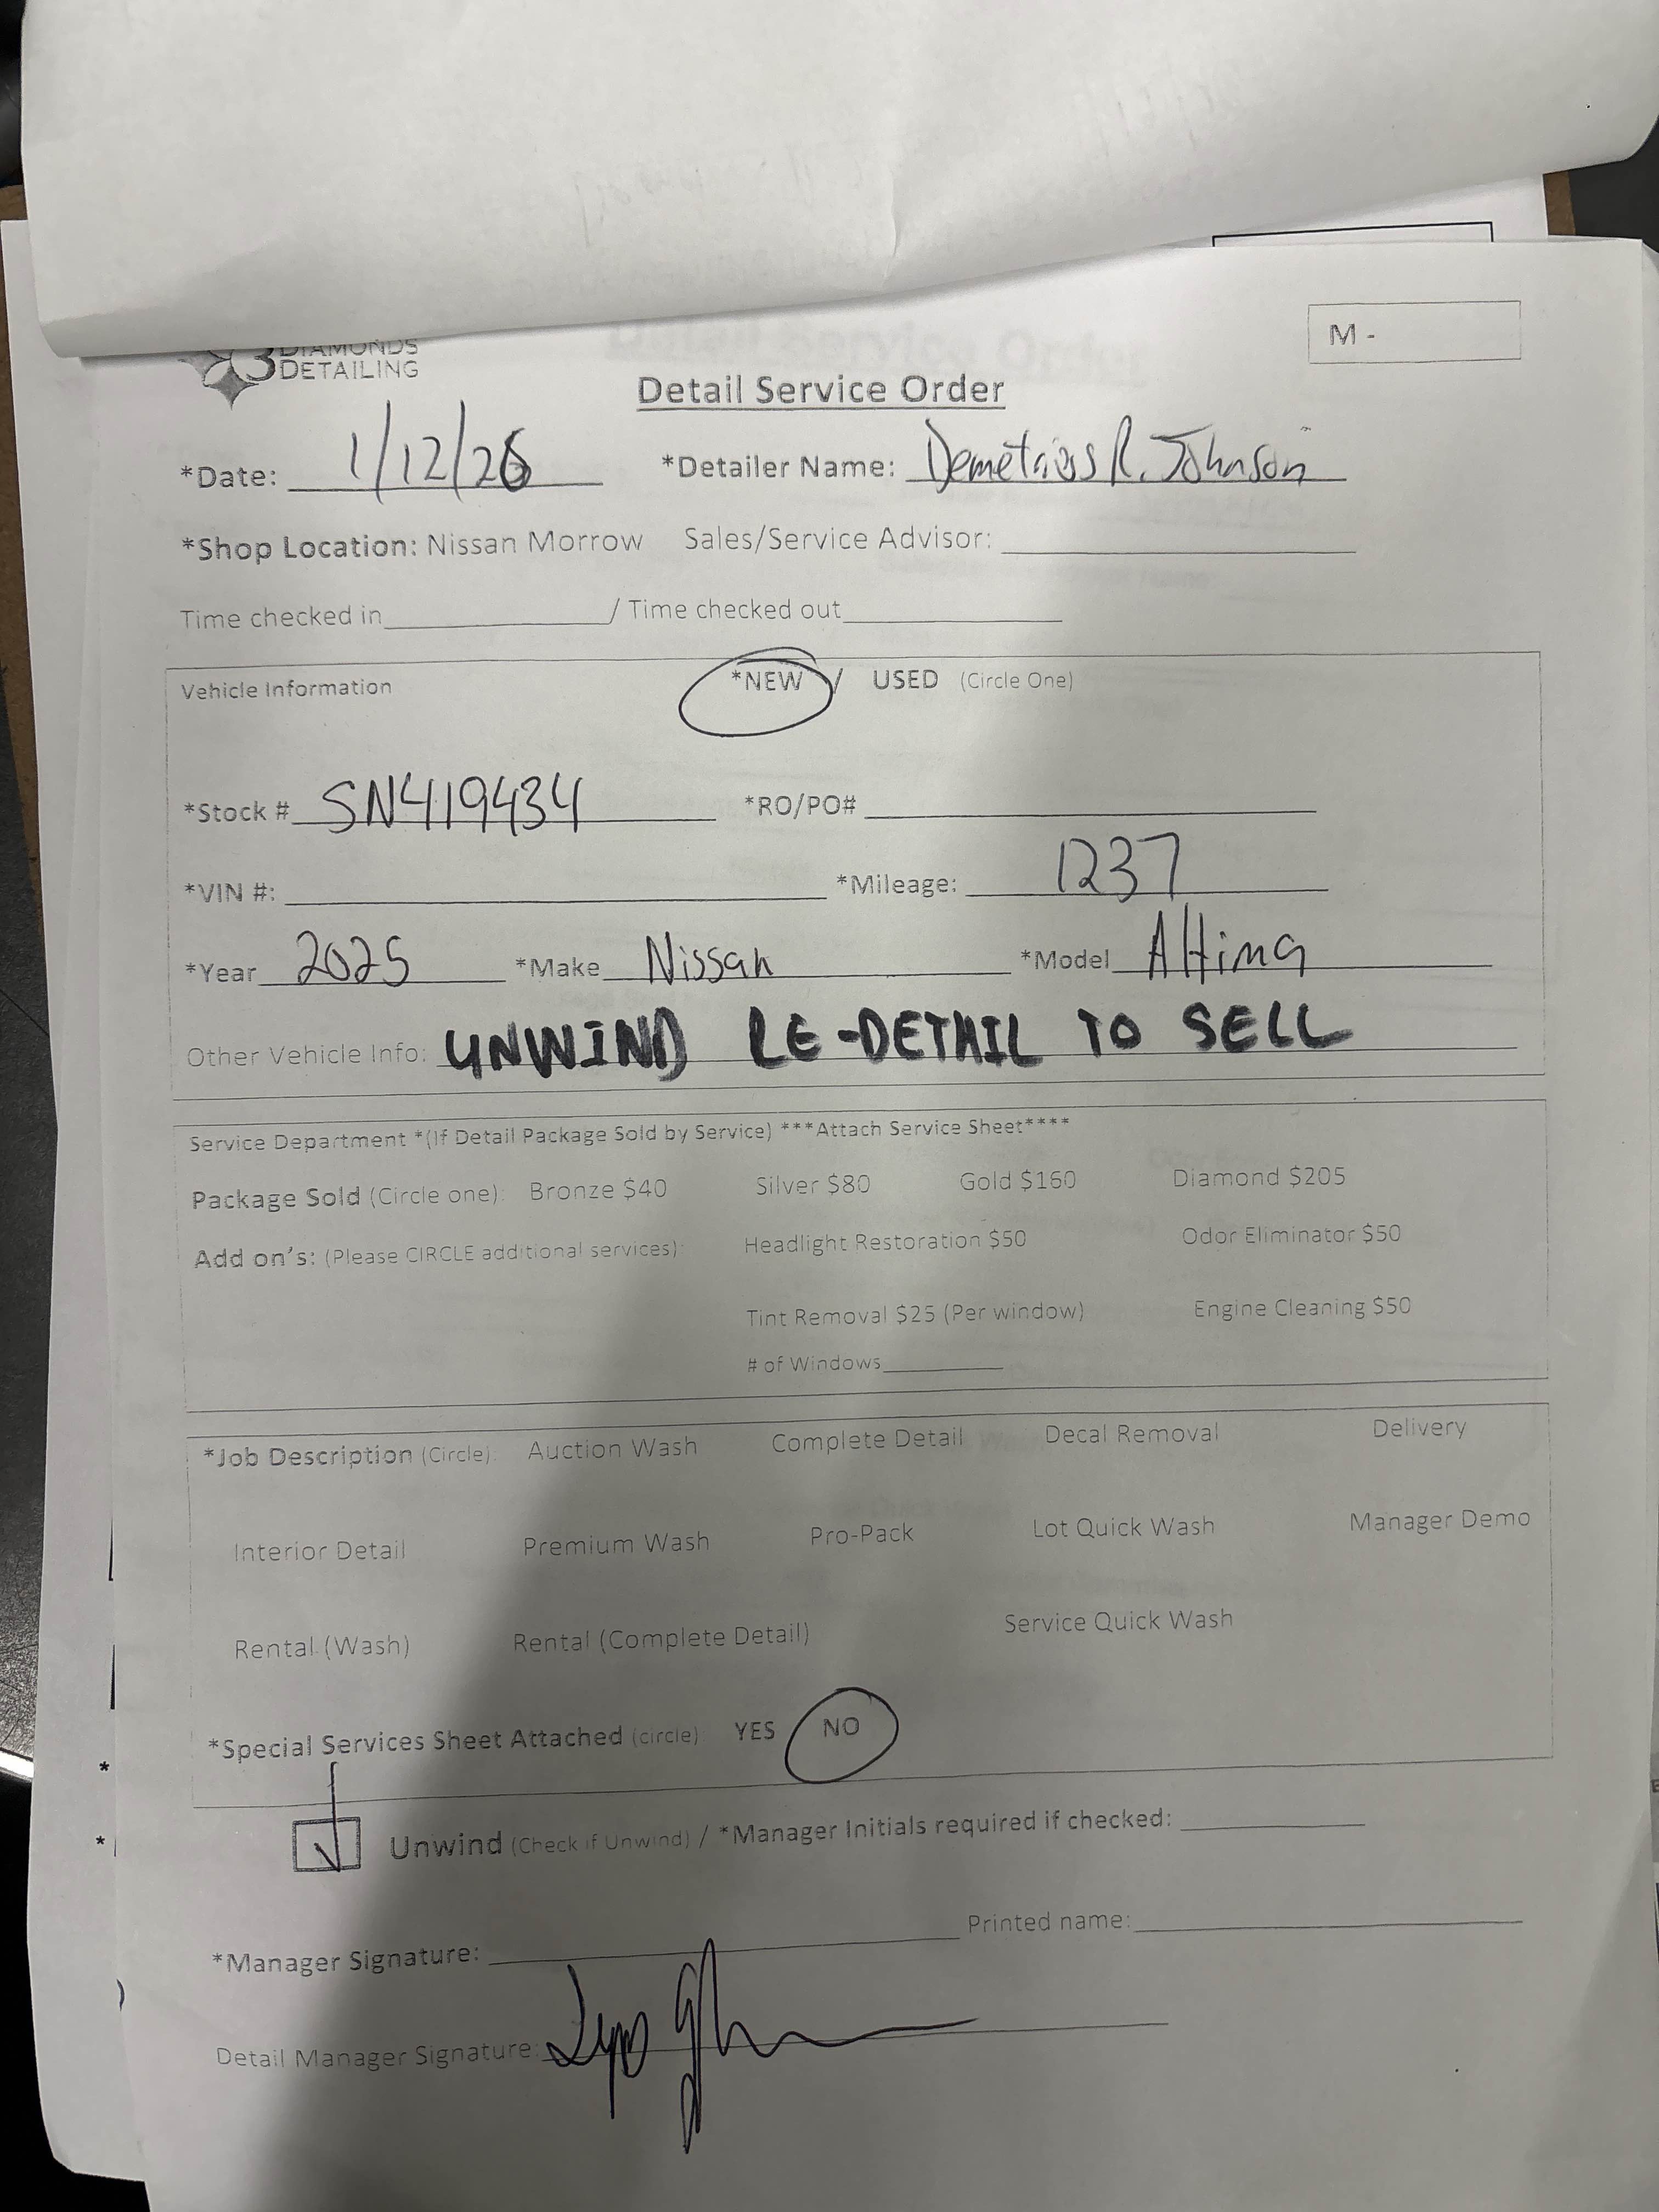 3 DIAMONDS
DETAILING
M -
Detail Service Order
*Date: 1/12/26 *Detailer Name: Demetrios R. Johnson
*Shop Location: Nissan Morrow Sales/Service Advisor:
Time checked in / Time checked out
Vehicle Information *NEW / USED (Circle One)
*Stock # SN419434 *RO/PO#
*VIN #: *Mileage: 1237
*Year 2025 *Make Nissan *Model Altima
Other Vehicle Info: UNWIND RE-DETAIL TO SELL
Service Department *(If Detail Package Sold by Service) ***Attach Service Sheet****
Package Sold (Circle one): Bronze $40 Silver $80 Gold $160 Diamond $205
Add on's: (Please CIRCLE additional services): Headlight Restoration $50 Odor Eliminator $50
Tint Removal $25 (Per window) Engine Cleaning $50
# of Windows
*Job Description (Circle): Auction Wash Complete Detail Decal Removal Delivery
Interior Detail Premium Wash Pro-Pack Lot Quick Wash Manager Demo
Rental (Wash) Rental (Complete Detail) Service Quick Wash
*Special Services Sheet Attached (circle) YES NO
Unwind (Check if Unwind) / *Manager Initials required if checked:
*Manager Signature: Printed name:
Detail Manager Signature: